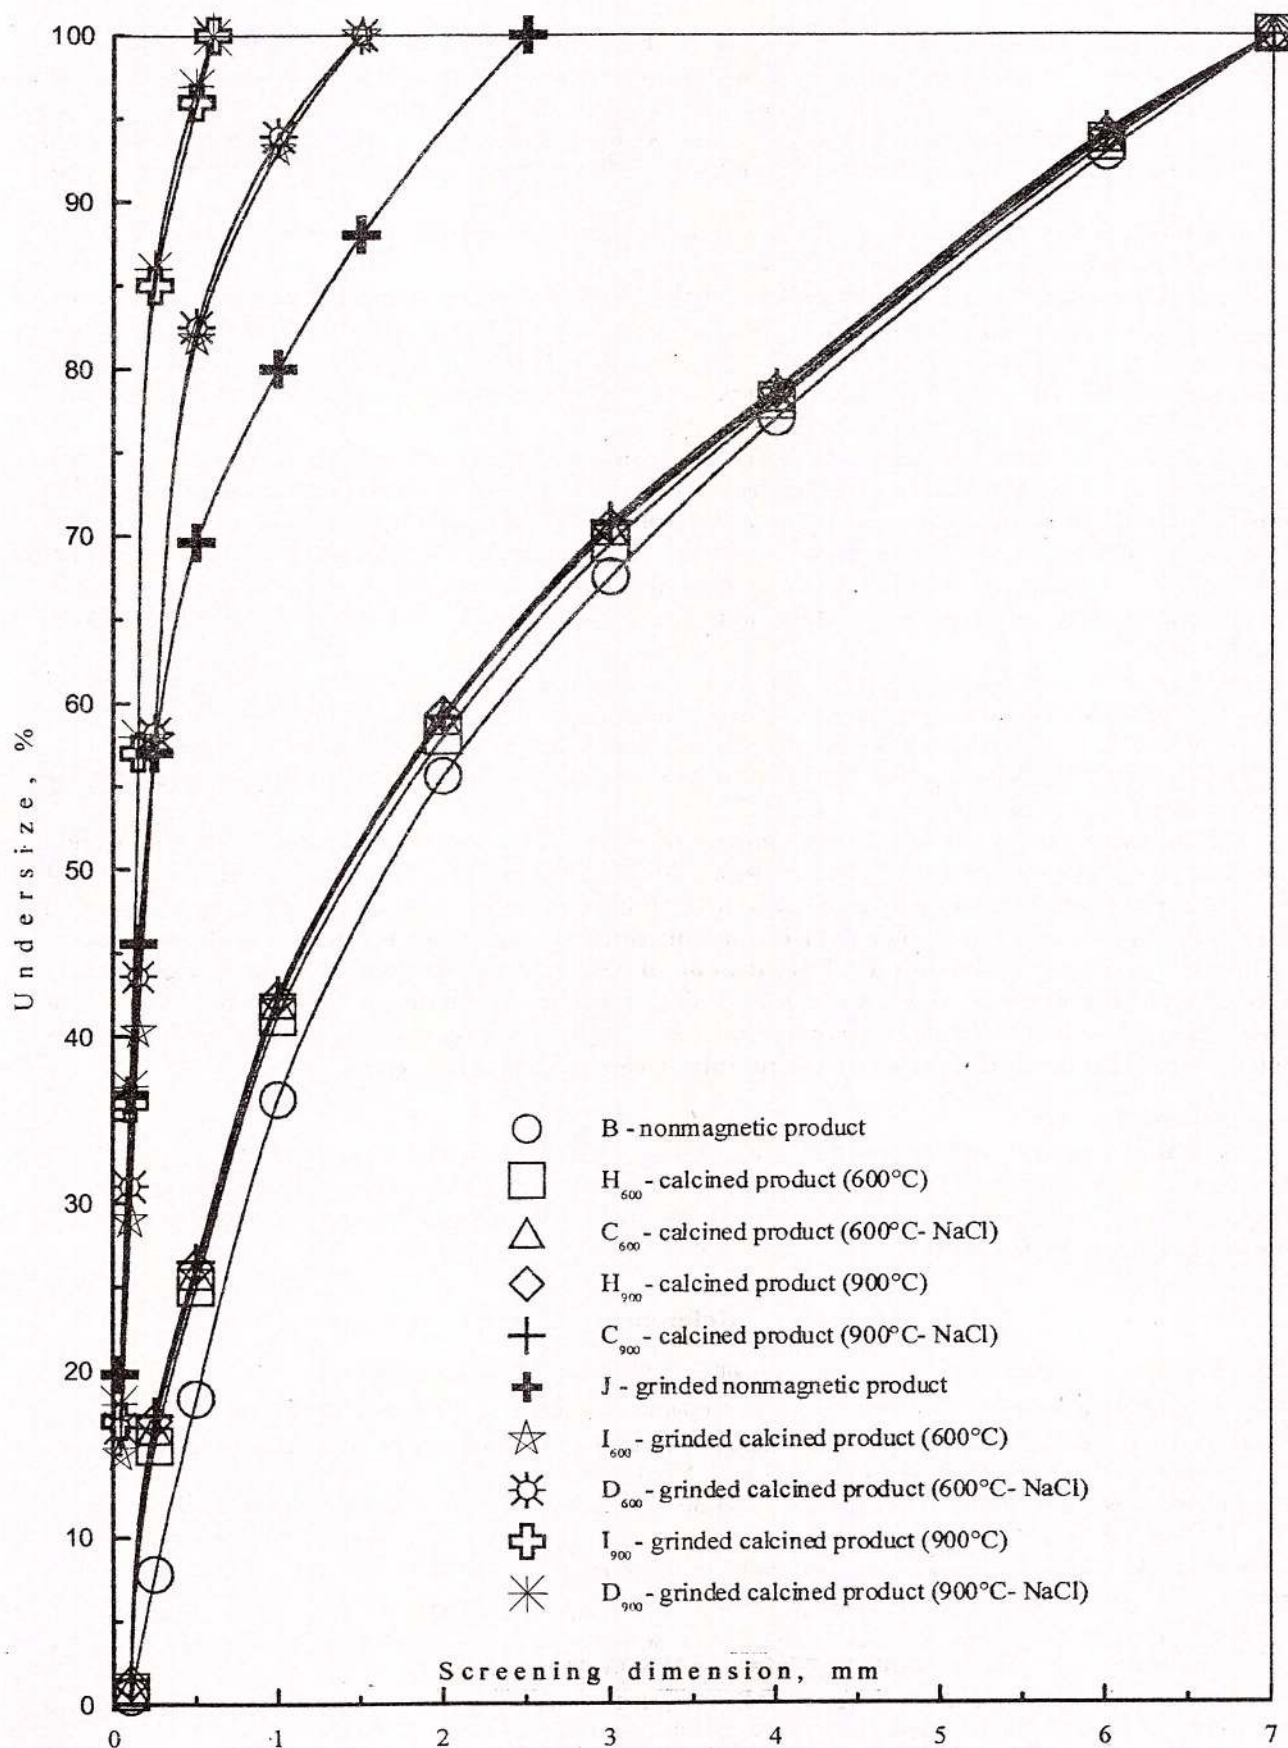 100
90
80
70
60
50
40
30
20
10
0
Undersize, %
B - nonmagnetic product
H₆₀₀ - calcined product (600°C)
C₆₀₀ - calcined product (600°C- NaCl)
H₉₀₀ - calcined product (900°C)
C₉₀₀ - calcined product (900°C- NaCl)
J - grinded nonmagnetic product
I₆₀₀ - grinded calcined product (600°C)
D₆₀₀ - grinded calcined product (600°C- NaCl)
I₉₀₀ - grinded calcined product (900°C)
D₉₀₀ - grinded calcined product (900°C- NaCl)
Screening dimension, mm
0 1 2 3 4 5 6 7